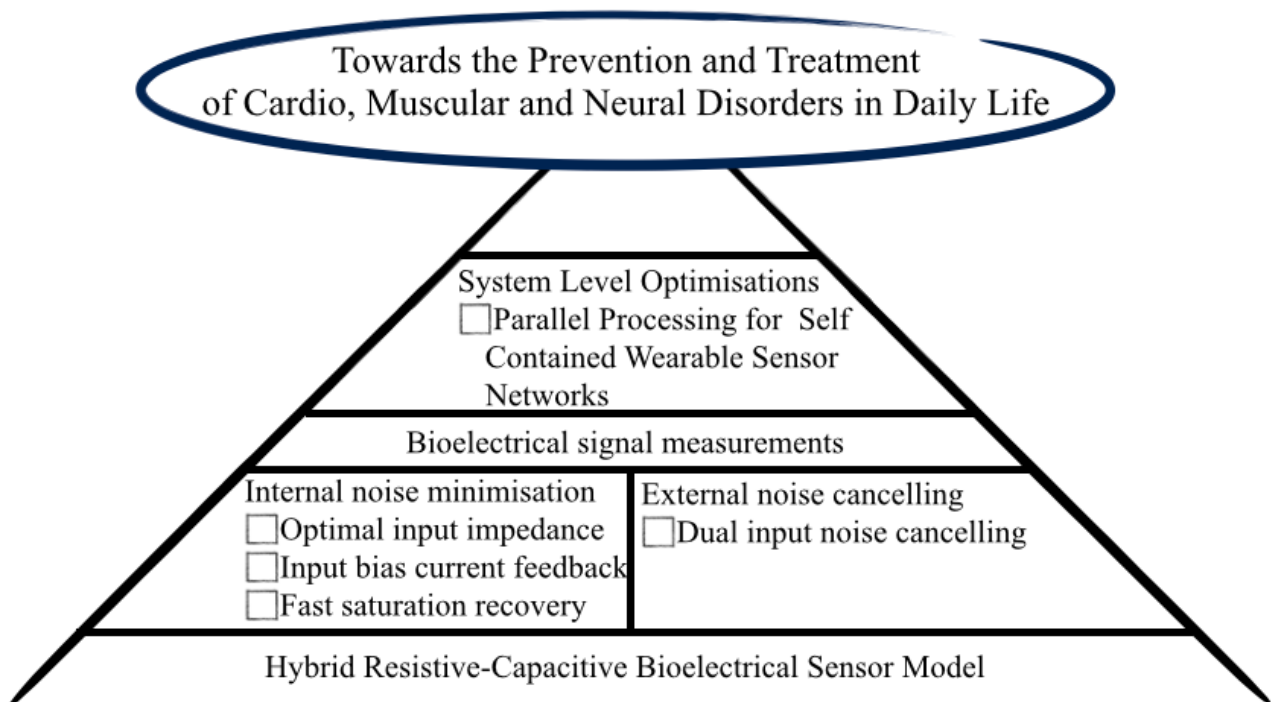 Towards the Prevention and Treatment
of Cardio, Muscular and Neural Disorders in Daily Life
System Level Optimisations
Parallel Processing for  Self
Contained Wearable Sensor
Networks
Bioelectrical signal measurements
Internal noise minimisation
Optimal input impedance
Input bias current feedback
Fast saturation recovery
External noise cancelling
Dual input noise cancelling
Hybrid Resistive-Capacitive Bioelectrical Sensor Model